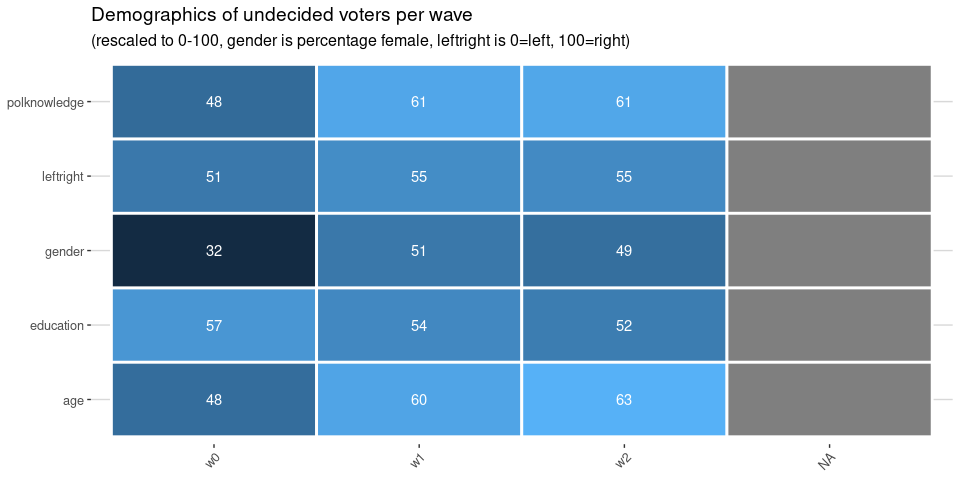 Demographics of undecided voters per wave
(rescaled to 0-100, gender is percentage female, leftright is 0=left, 100=right)
polknowledge 48 61 61
leftright 51 55 55
gender 32 51 49
education 57 54 52
age 48 60 63
w0 w1 w2 NA